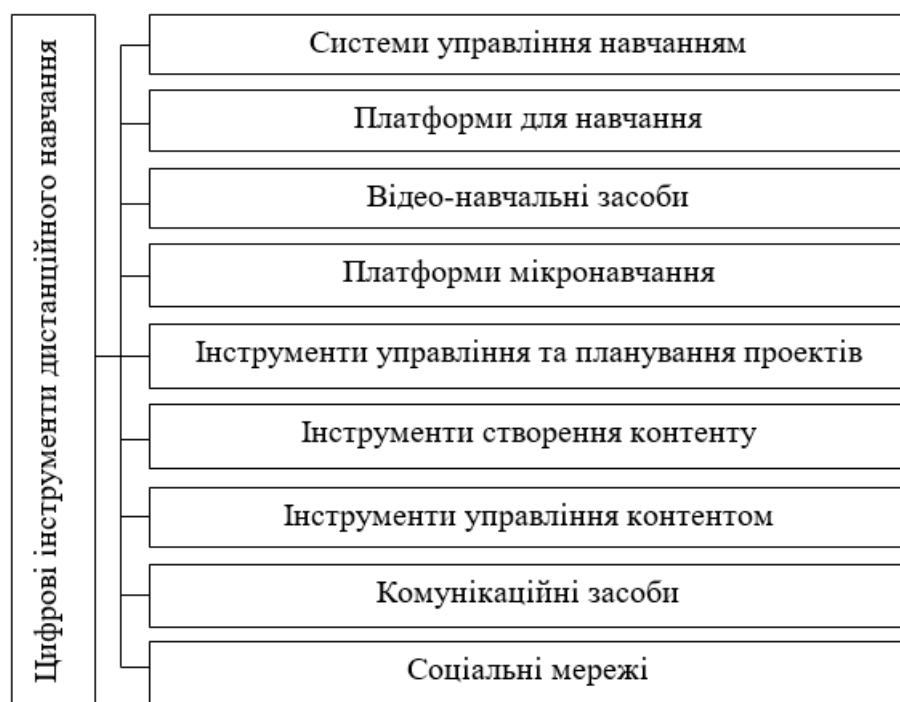 Цифрові інструменти дистанційного навчання
Системи управління навчанням
Платформи для навчання
Відео-навчальні засоби
Платформи мікронавчання
Інструменти управління та планування проектів
Інструменти створення контенту
Інструменти управління контентом
Комунікаційні засоби
Соціальні мережі